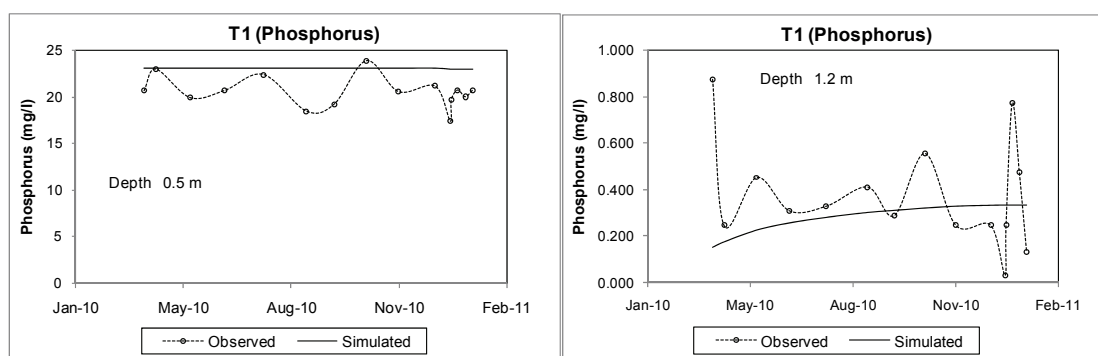 T1 (Phosphorus)
Phosphorus (mg/l)
25
20
15
10
5
0
Depth 0.5 m
Jan-10 May-10 Aug-10 Nov-10 Feb-11
Observed Simulated
T1 (Phosphorus)
Phosphorus (mg/l)
1.000
0.800
0.600
0.400
0.200
0.000
Depth 1.2 m
Jan-10 May-10 Aug-10 Nov-10 Feb-11
Observed Simulated